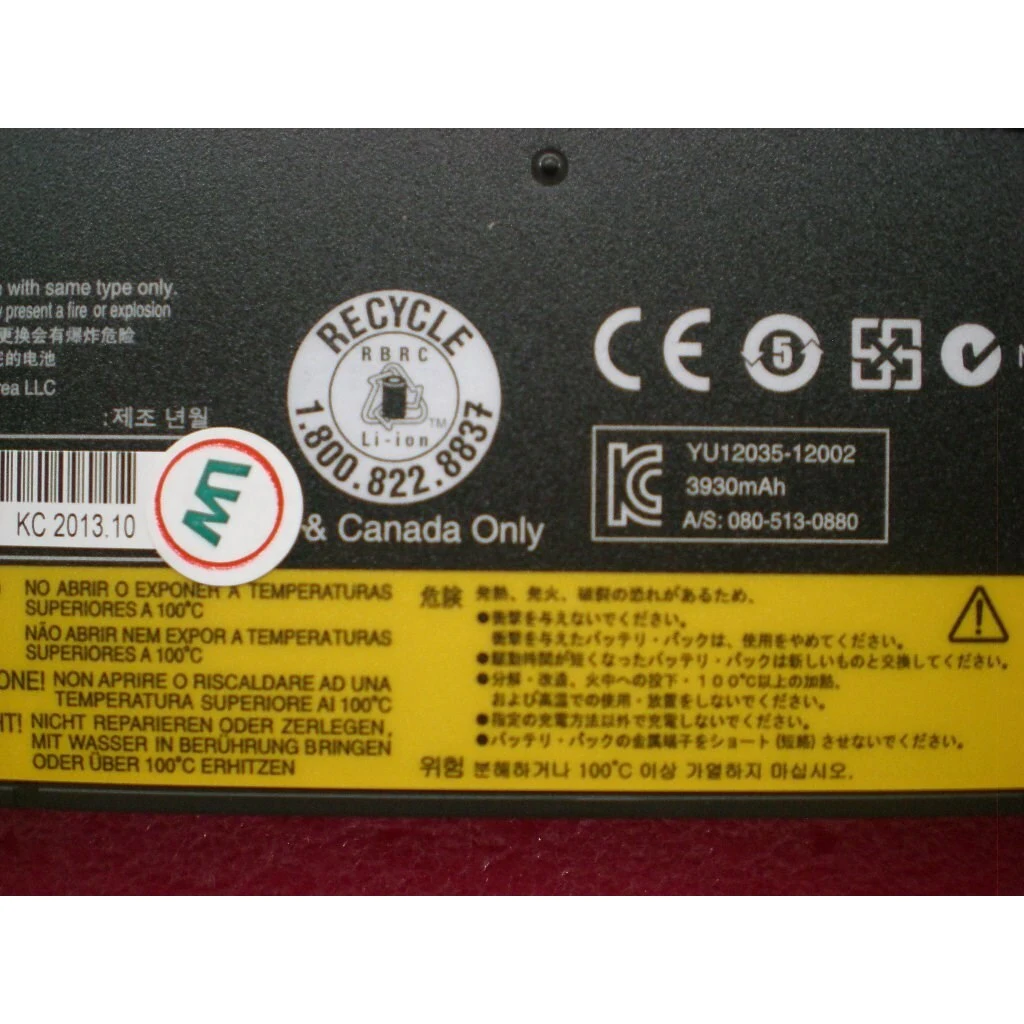 with same type only.
present a fire or explosion
更换会有爆炸危险
的电池
LLC
:제조 년월
KC 2013.10
RECYCLE
RBRC
Li-ion
TM
1.800.822.8837
& Canada Only
CE
5
YU12035-12002
3930mAh
A/S: 080-513-0880
NO ABRIR O EXPONER A TEMPERATURAS
SUPERIORES A 100°C
NÃO ABRIR NEM EXPOR A TEMPERATURAS
SUPERIORES A 100°C
NON APRIRE O RISCALDARE AD UNA
TEMPERATURA SUPERIORE AI 100°C
NICHT REPARIEREN ODER ZERLEGEN,
MIT WASSER IN BERÜHRUNG BRINGEN
ODER ÜBER 100°C ERHITZEN
危険 発熱、発火、破裂の恐れがあるため、
●衝撃を与えないでください。
衝撃を与えたバッテリ・パックは、使用をやめてください。
●駆動時間が短くなったバッテリ・パックは新しいものと交換してください。
●分解・改造、火中への投下・100°C以上の加熱、
および高温での使用・放置をしないでください。
●指定の充電方法以外で充電しないでください。
●バッテリ・パックの金属端子をショート(短絡)させないでください。
위험 분해하거나 100°C 이상 가열하지 마십시오.